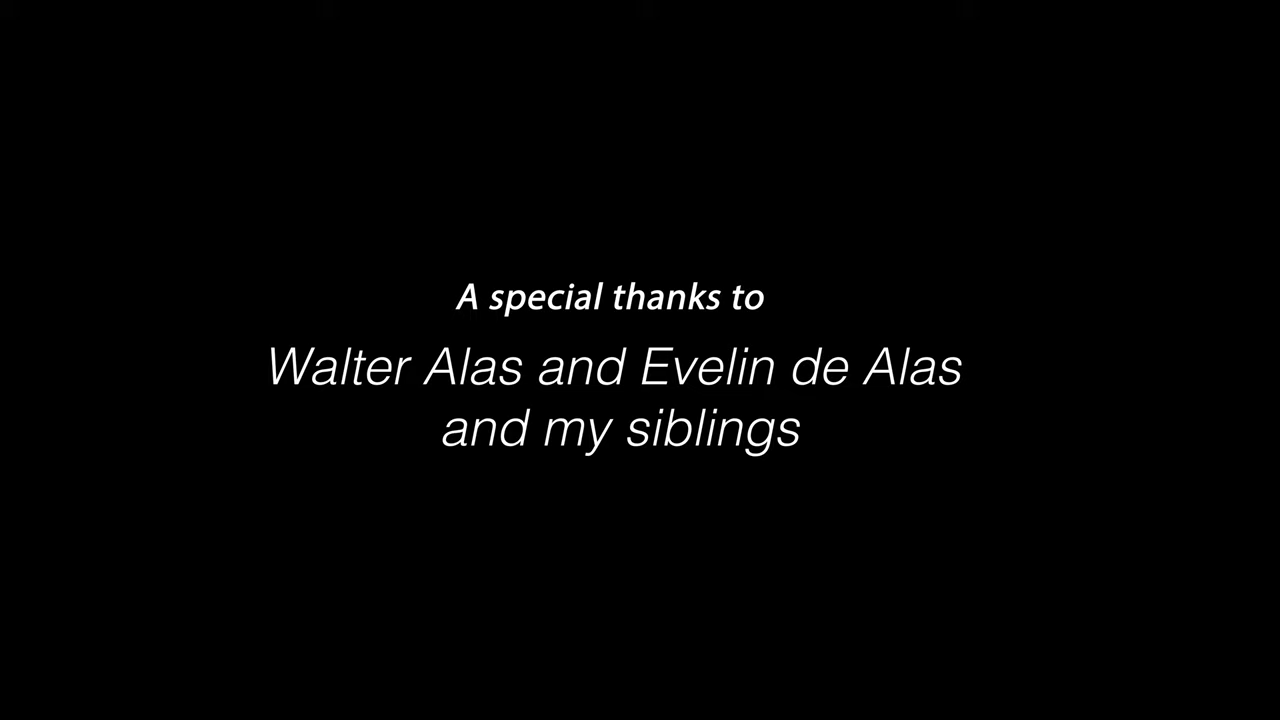 A special thanks to
Walter Alas and Evelin de Alas
and my siblings